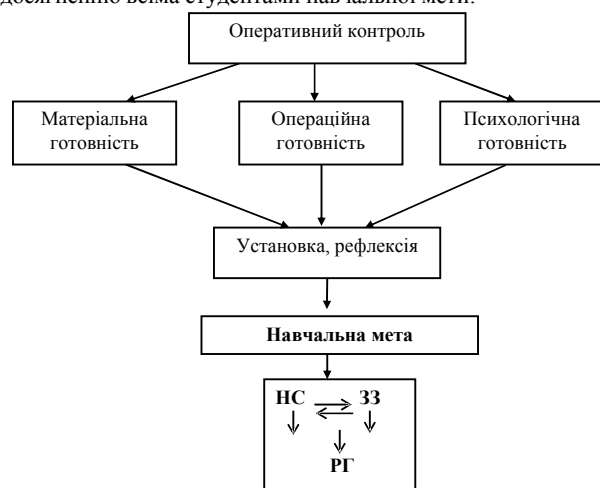 досягненню всіма студентами навчальної мети.
Оперативний контроль
Матеріальна
готовність
Операційна
готовність
Психологічна
готовність
Установка, рефлексія
Навчальна мета
НС
ЗЗ
РГ